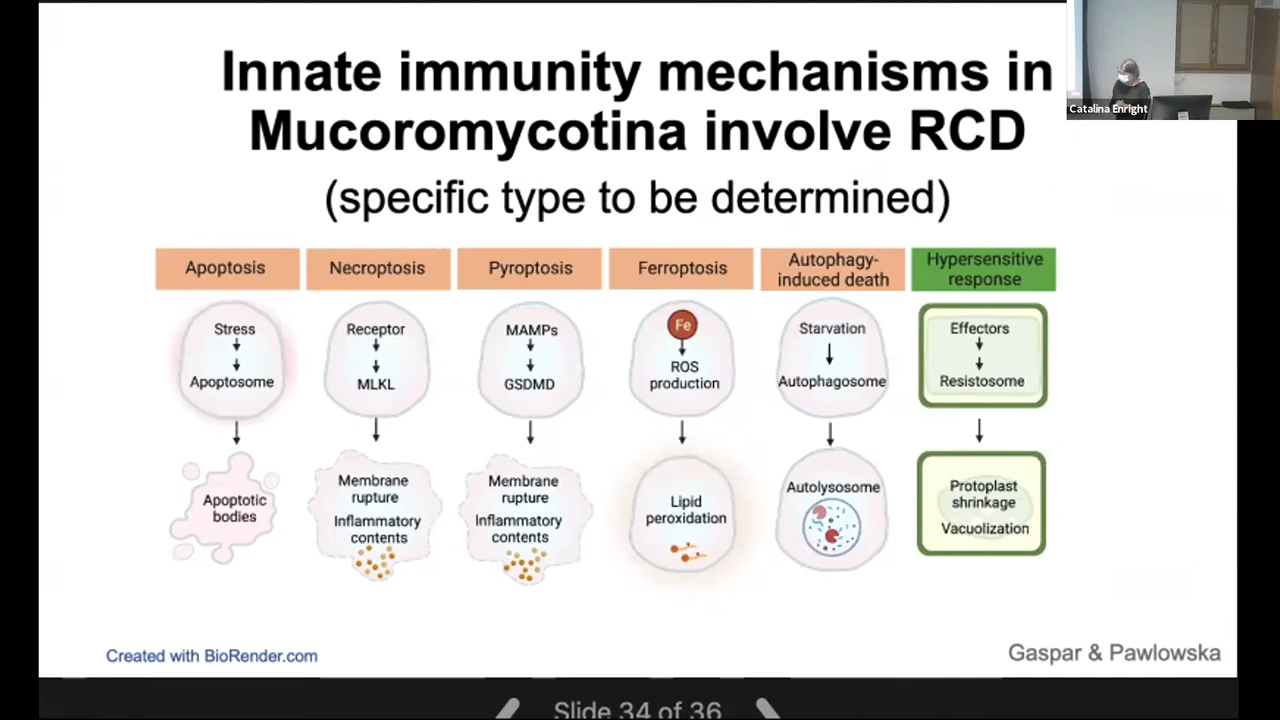 Innate immunity mechanisms in
Mucoromycotina involve RCD
(specific type to be determined)
Catalina Enright
Apoptosis
Necroptosis
Pyroptosis
Ferroptosis
Autophagy-
induced death
Hypersensitive
response
Stress
Apoptosome
Receptor
MLKL
MAMPs
GSDMD
Fe
ROS
production
Starvation
Autophagosome
Effectors
Resistosome
Apoptotic
bodies
Membrane
rupture
Inflammatory
contents
Membrane
rupture
Inflammatory
contents
Lipid
peroxidation
Autolysosome
Protoplast
shrinkage
Vacuolization
Created with BioRender.com
Gaspar & Pawlowska
Slide 34 of 36